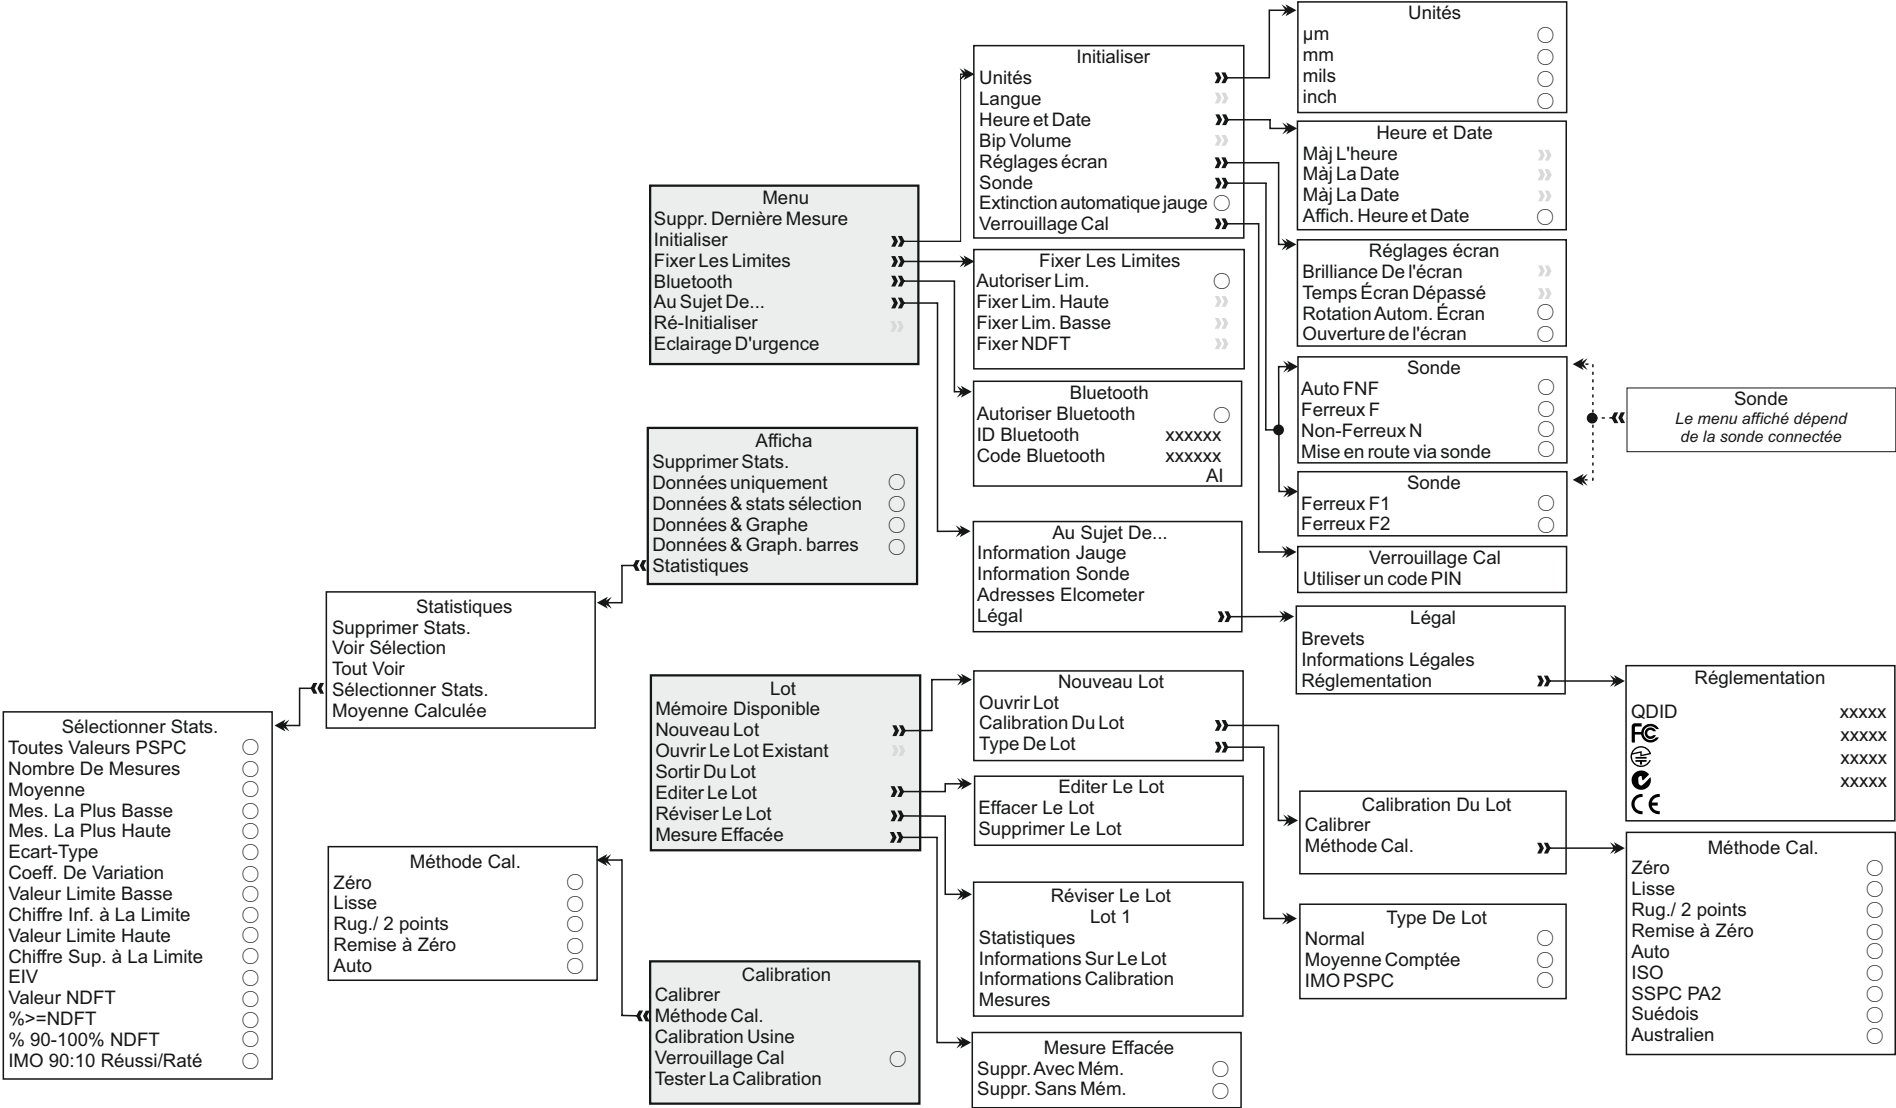 Unités
µm
mm
mils
inch
Initialiser
Unités
Langue
Heure et Date
Bip Volume
Réglages écran
Sonde
Extinction automatique jauge
Verrouillage Cal
Heure et Date
Màj L'heure
Màj La Date
Màj La Date
Affich. Heure et Date
Menu
Suppr. Dernière Mesure
Initialiser
Fixer Les Limites
Bluetooth
Au Sujet De...
Ré-Initialiser
Eclairage D'urgence
Réglages écran
Brilliance De l'écran
Temps Écran Dépassé
Rotation Autom. Écran
Ouverture de l'écran
Fixer Les Limites
Autoriser Lim.
Fixer Lim. Haute
Fixer Lim. Basse
Fixer NDFT
Sonde
Auto FNF
Ferreux F
Non-Ferreux N
Mise en route via sonde
Sonde
Le menu affiché dépend
de la sonde connectée
Bluetooth
Autoriser Bluetooth
ID Bluetooth xxxxxx
Code Bluetooth xxxxxx
AI
Sonde
Ferreux F1
Ferreux F2
Afficha
Supprimer Stats.
Données uniquement
Données & stats sélection
Données & Graphe
Données & Graph. barres
Statistiques
Au Sujet De...
Information Jauge
Information Sonde
Adresses Elcometer
Légal
Verrouillage Cal
Utiliser un code PIN
Statistiques
Supprimer Stats.
Voir Sélection
Tout Voir
Sélectionner Stats.
Moyenne Calculée
Légal
Brevets
Informations Légales
Réglementation
Réglementation
QDID xxxxx
FC xxxxx
xxxxx
xxxxx
CE
Sélectionner Stats.
Toutes Valeurs PSPC
Nombre De Mesures
Moyenne
Mes. La Plus Basse
Mes. La Plus Haute
Ecart-Type
Coeff. De Variation
Valeur Limite Basse
Chiffre Inf. à La Limite
Valeur Limite Haute
Chiffre Sup. à La Limite
EIV
Valeur NDFT
%>=NDFT
% 90-100% NDFT
IMO 90:10 Réussi/Raté
Lot
Mémoire Disponible
Nouveau Lot
Ouvrir Le Lot Existant
Sortir Du Lot
Editer Le Lot
Réviser Le Lot
Mesure Effacée
Nouveau Lot
Ouvrir Lot
Calibration Du Lot
Type De Lot
Editer Le Lot
Effacer Le Lot
Supprimer Le Lot
Calibration Du Lot
Calibrer
Méthode Cal.
Méthode Cal.
Zéro
Lisse
Rug./ 2 points
Remise à Zéro
Auto
ISO
SSPC PA2
Suédois
Australien
Méthode Cal.
Zéro
Lisse
Rug./ 2 points
Remise à Zéro
Auto
Réviser Le Lot
Lot 1
Statistiques
Informations Sur Le Lot
Informations Calibration
Mesures
Type De Lot
Normal
Moyenne Comptée
IMO PSPC
Calibration
Calibrer
Méthode Cal.
Calibration Usine
Verrouillage Cal
Tester La Calibration
Mesure Effacée
Suppr. Avec Mém.
Suppr. Sans Mém.